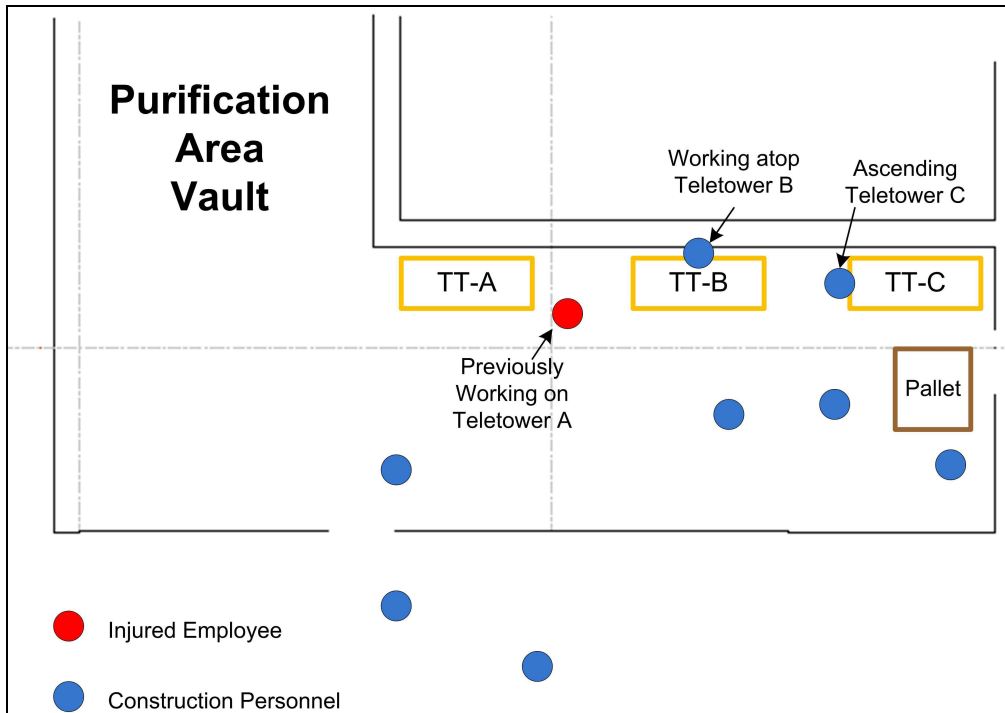 Purification
Area
Vault
Working atop
Teletower B
Ascending
Teletower C
TT-A
TT-B
TT-C
Previously
Working on
Teletower A
Pallet
Injured Employee
Construction Personnel